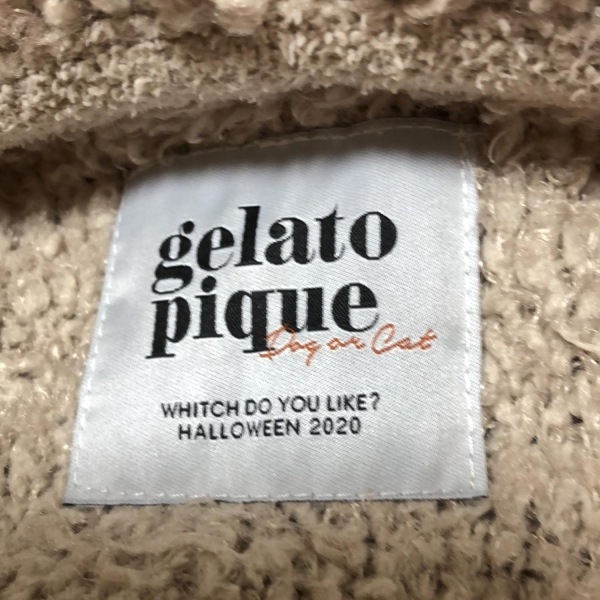 gelato
pique
Dog or Cat
WHITCH DO YOU LIKE?
HALLOWEEN 2020